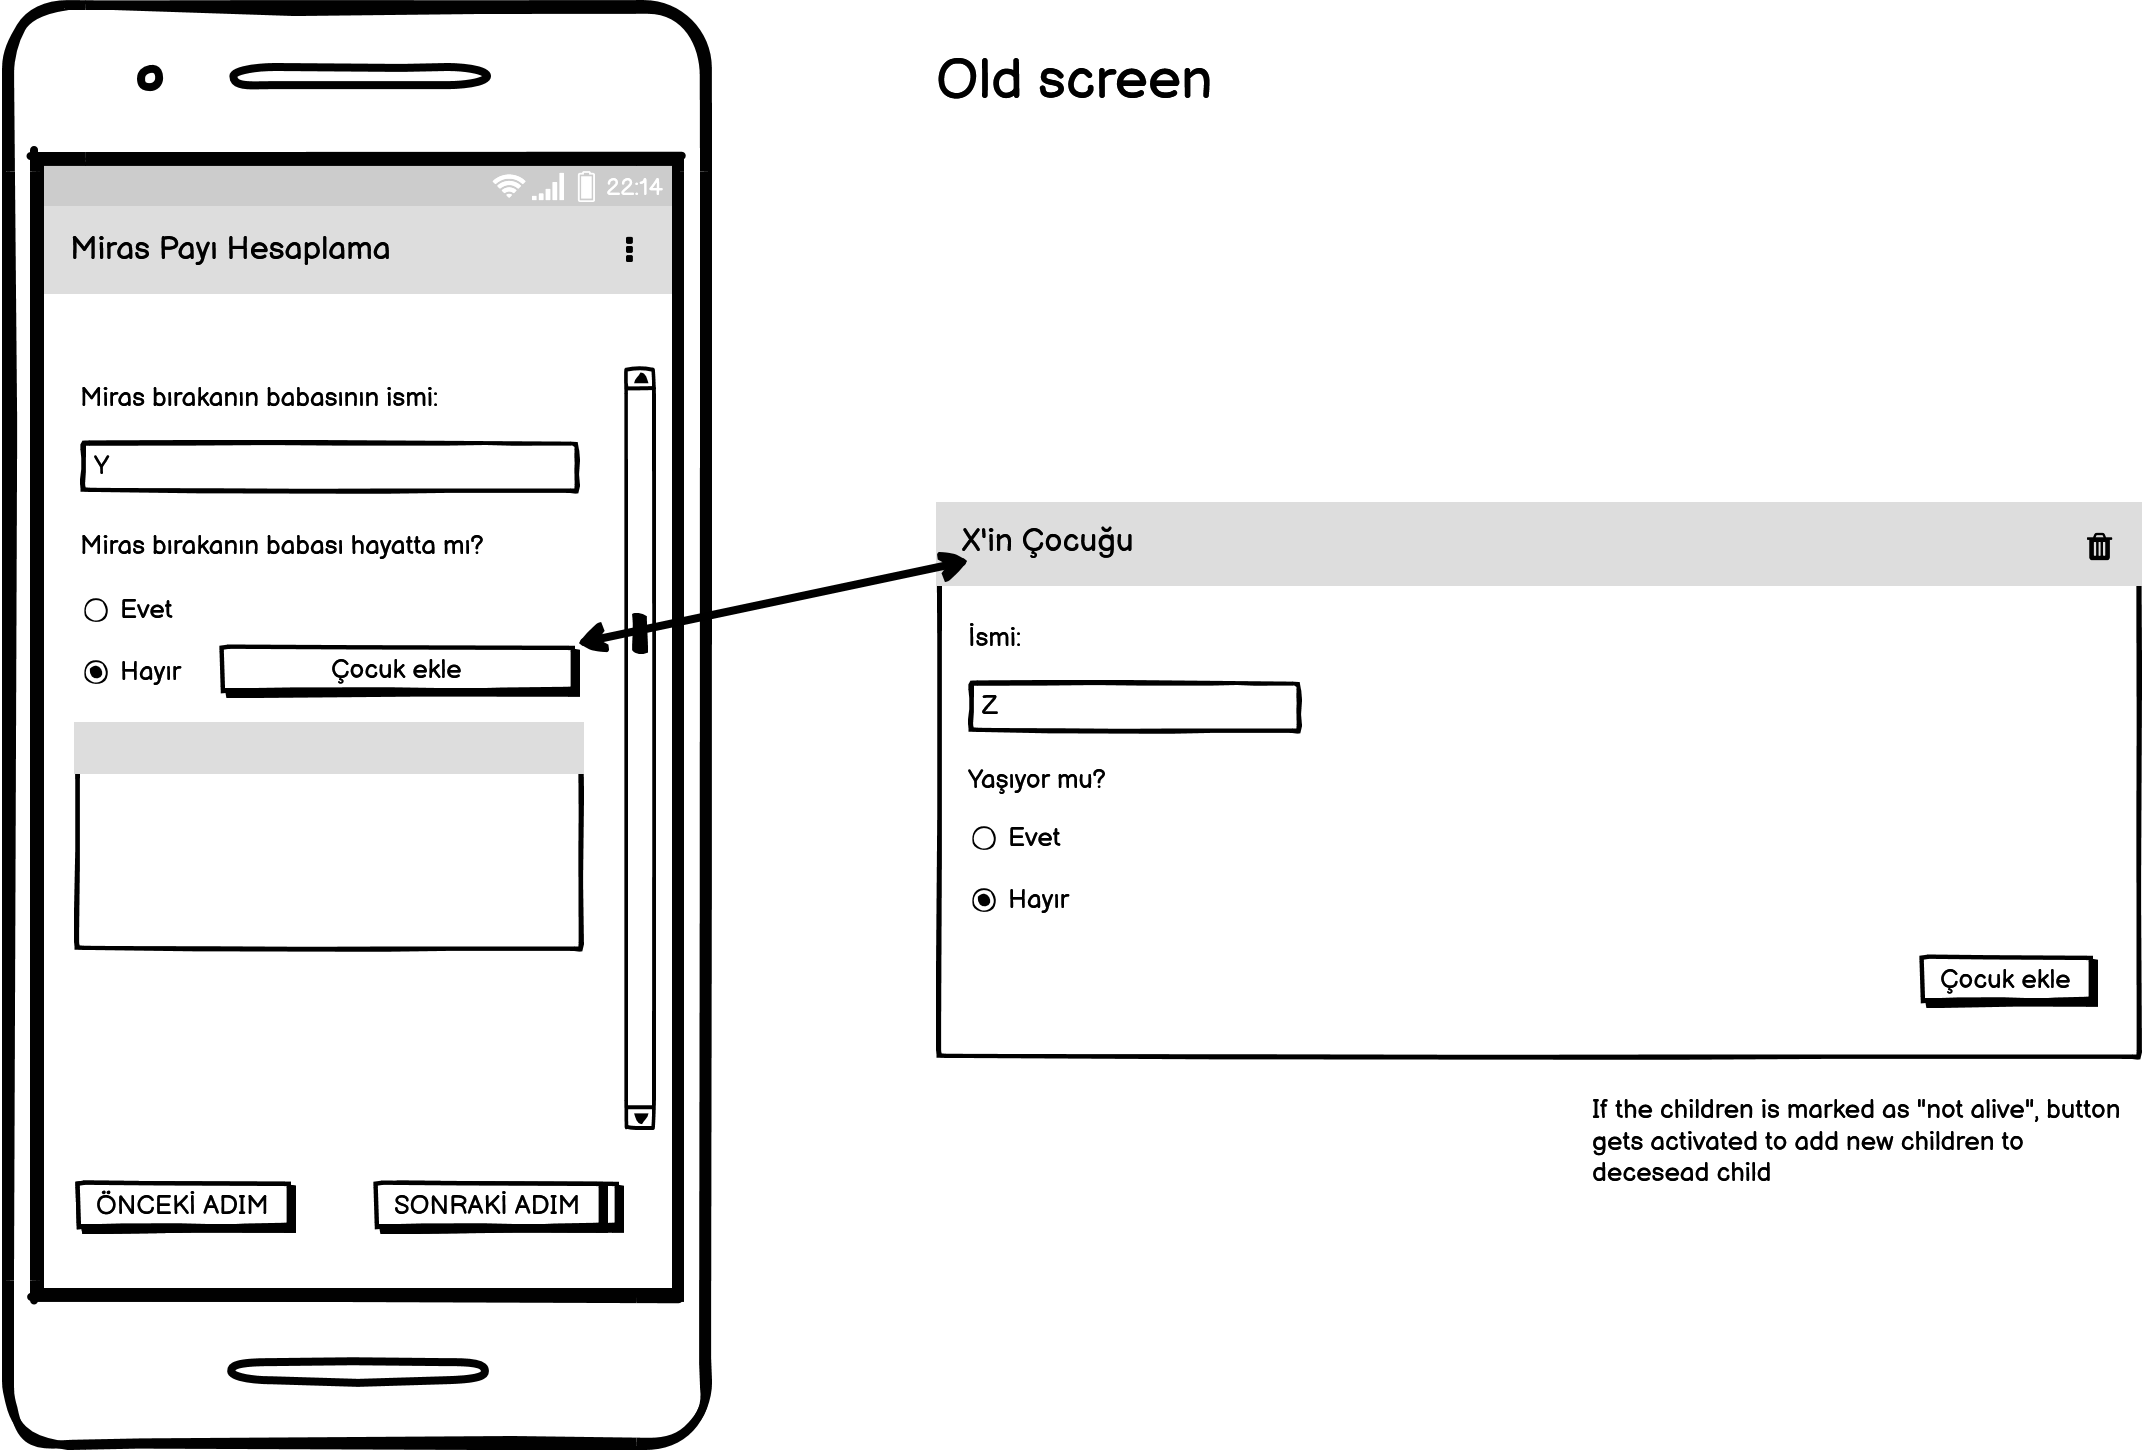 Old screen
22:14
Miras Payı Hesaplama
Miras bırakanın babasının ismi:
Y
Miras bırakanın babası hayatta mı?
Evet
Hayır
Çocuk ekle
ÖNCEKİ ADIM
SONRAKİ ADIM
X'in Çocuğu
İsmi:
Z
Yaşıyor mu?
Evet
Hayır
Çocuk ekle
If the children is marked as "not alive", button
gets activated to add new children to
decesead child